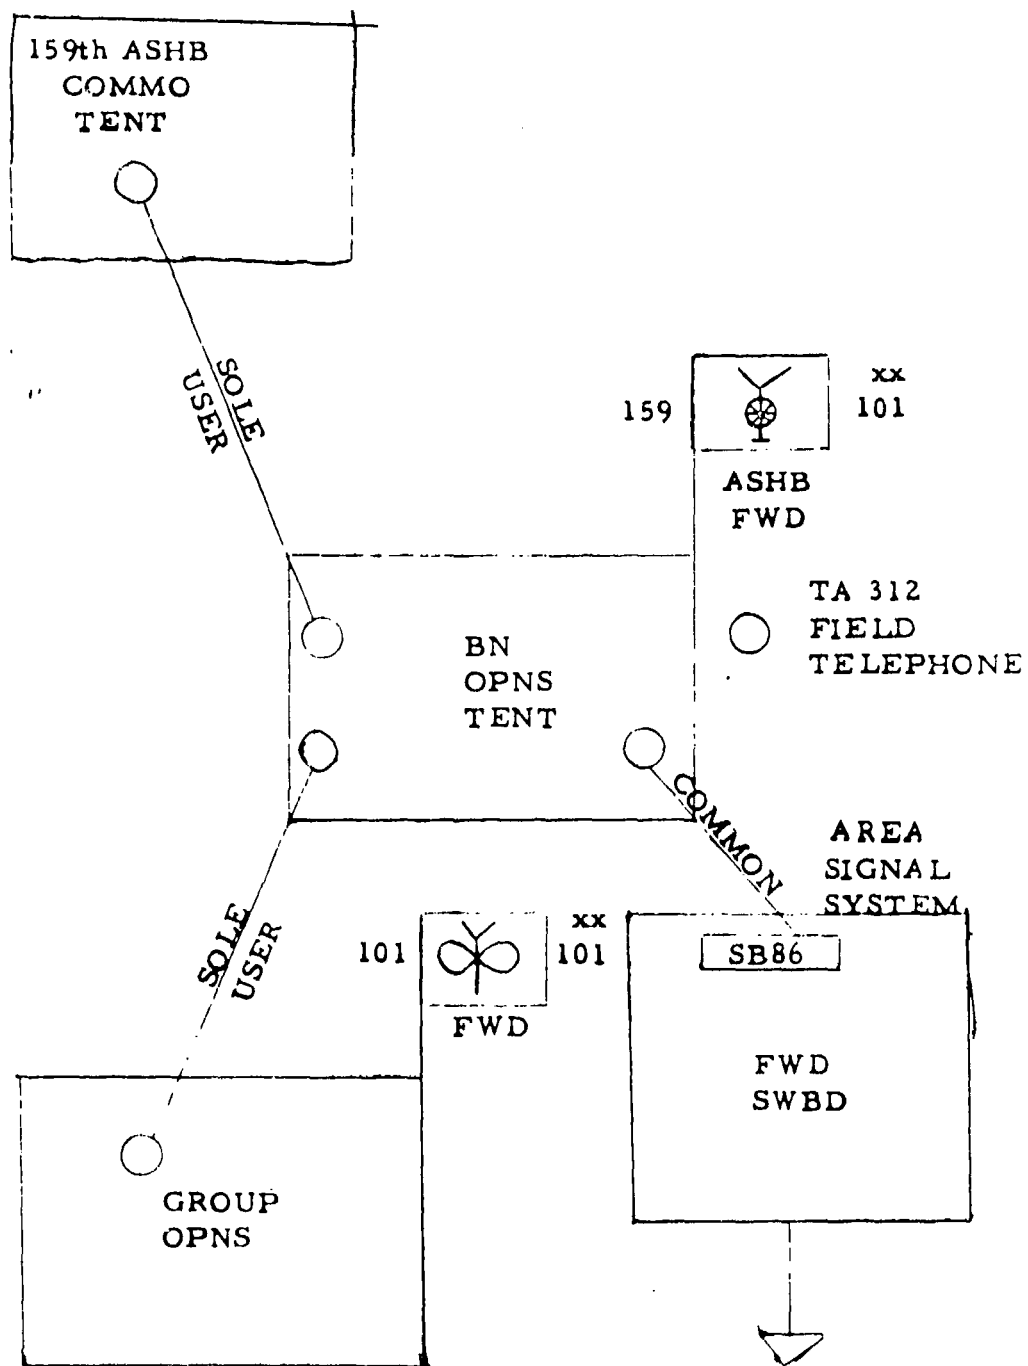 159th ASHB
COMMO
TENT
SOLE
USER
159
xx
101
ASHB
FWD
TA 312
FIELD
TELEPHONE
BN
OPNS
TENT
COMMON
AREA
SIGNAL
SYSTEM
SOLE
USER
101
xx
101
FWD
SB86
FWD
SWBD
GROUP
OPNS